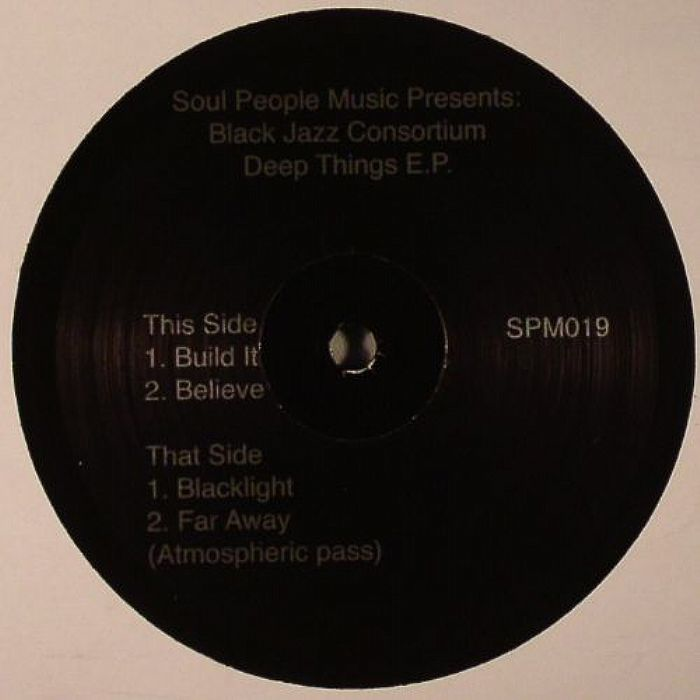 Soul People Music Presents:
Black Jazz Consortium
Deep Things E.P.
This Side
1. Build It
2. Believe
SPM019
That Side
1. Blacklight
2. Far Away
(Atmospheric pass)